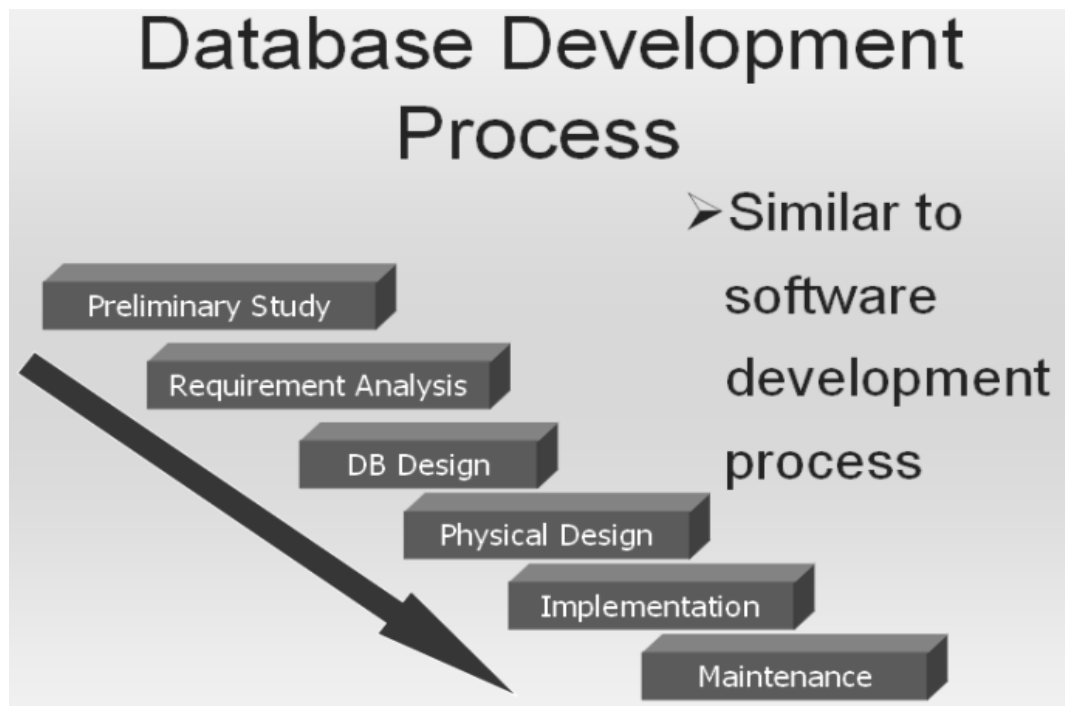 Database Development
Process
➢Similar to
software
development
process
Preliminary Study
Requirement Analysis
DB Design
Physical Design
Implementation
Maintenance